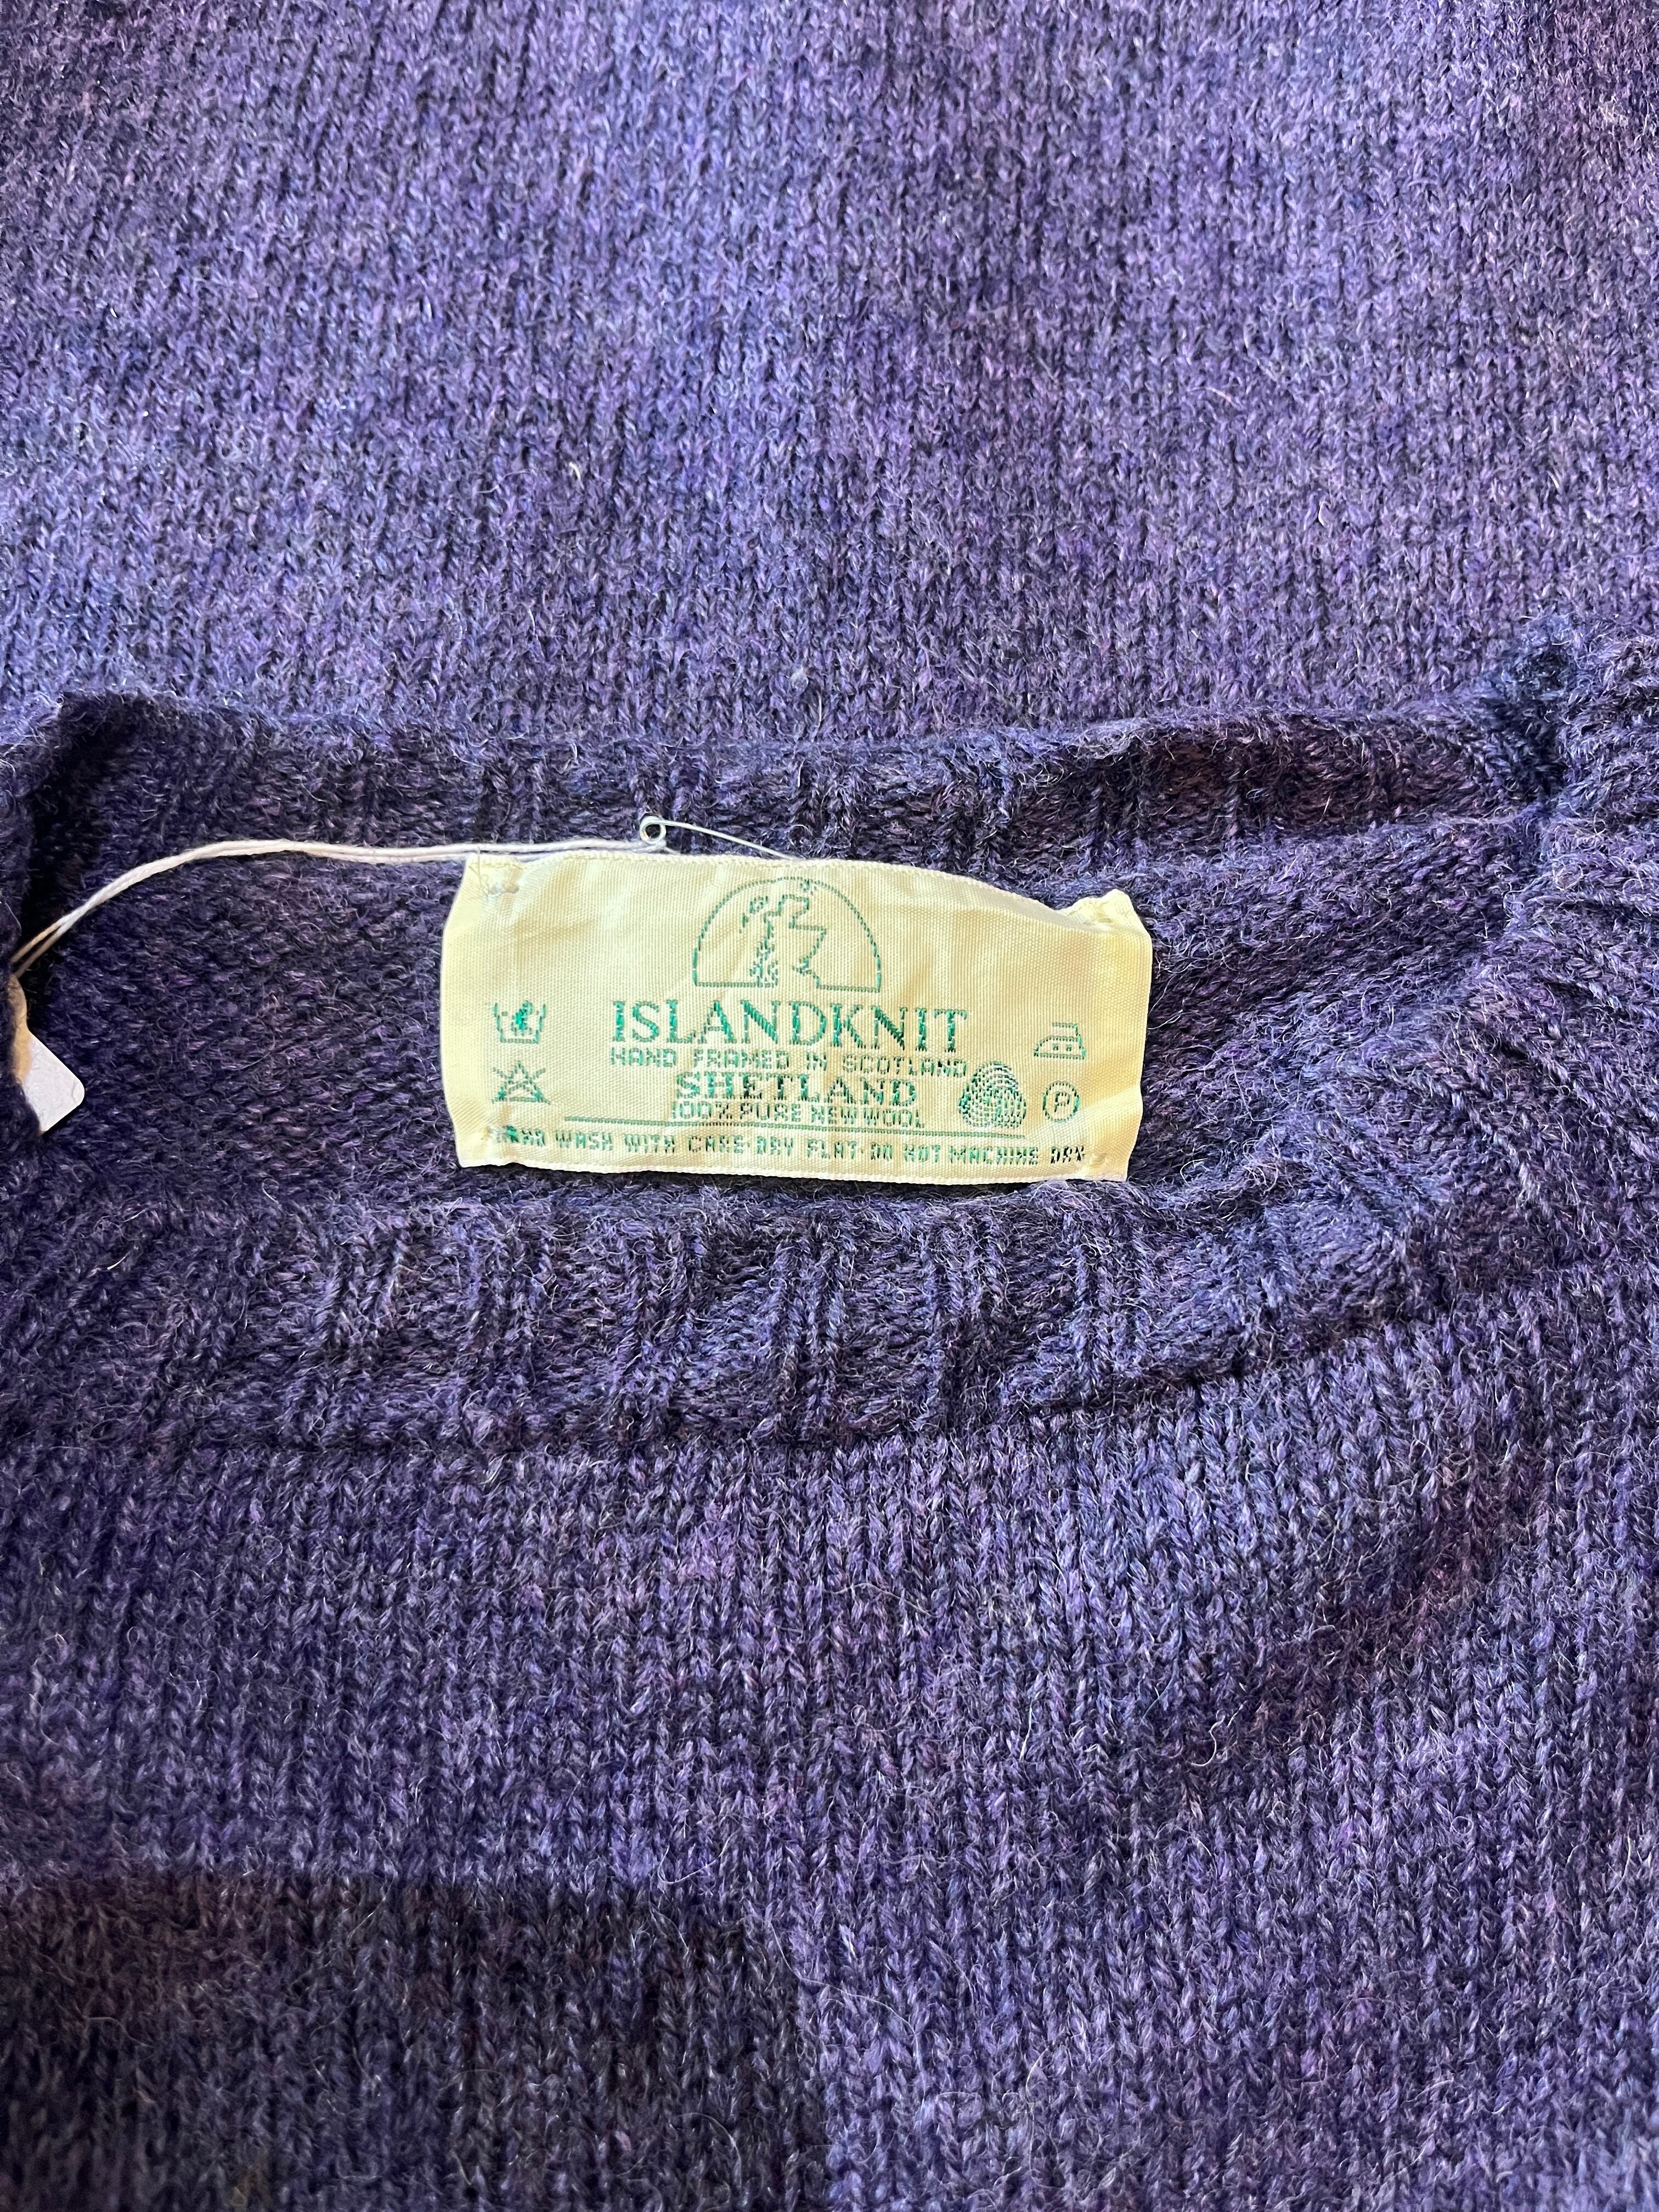 ISLANDKNIT
HAND FRAMED IN SCOTLAND
SHETLAND
100% PURE NEW WOOL
P
HAND WASH WITH CARE·DRY FLAT·DO NOT MACHINE DRY